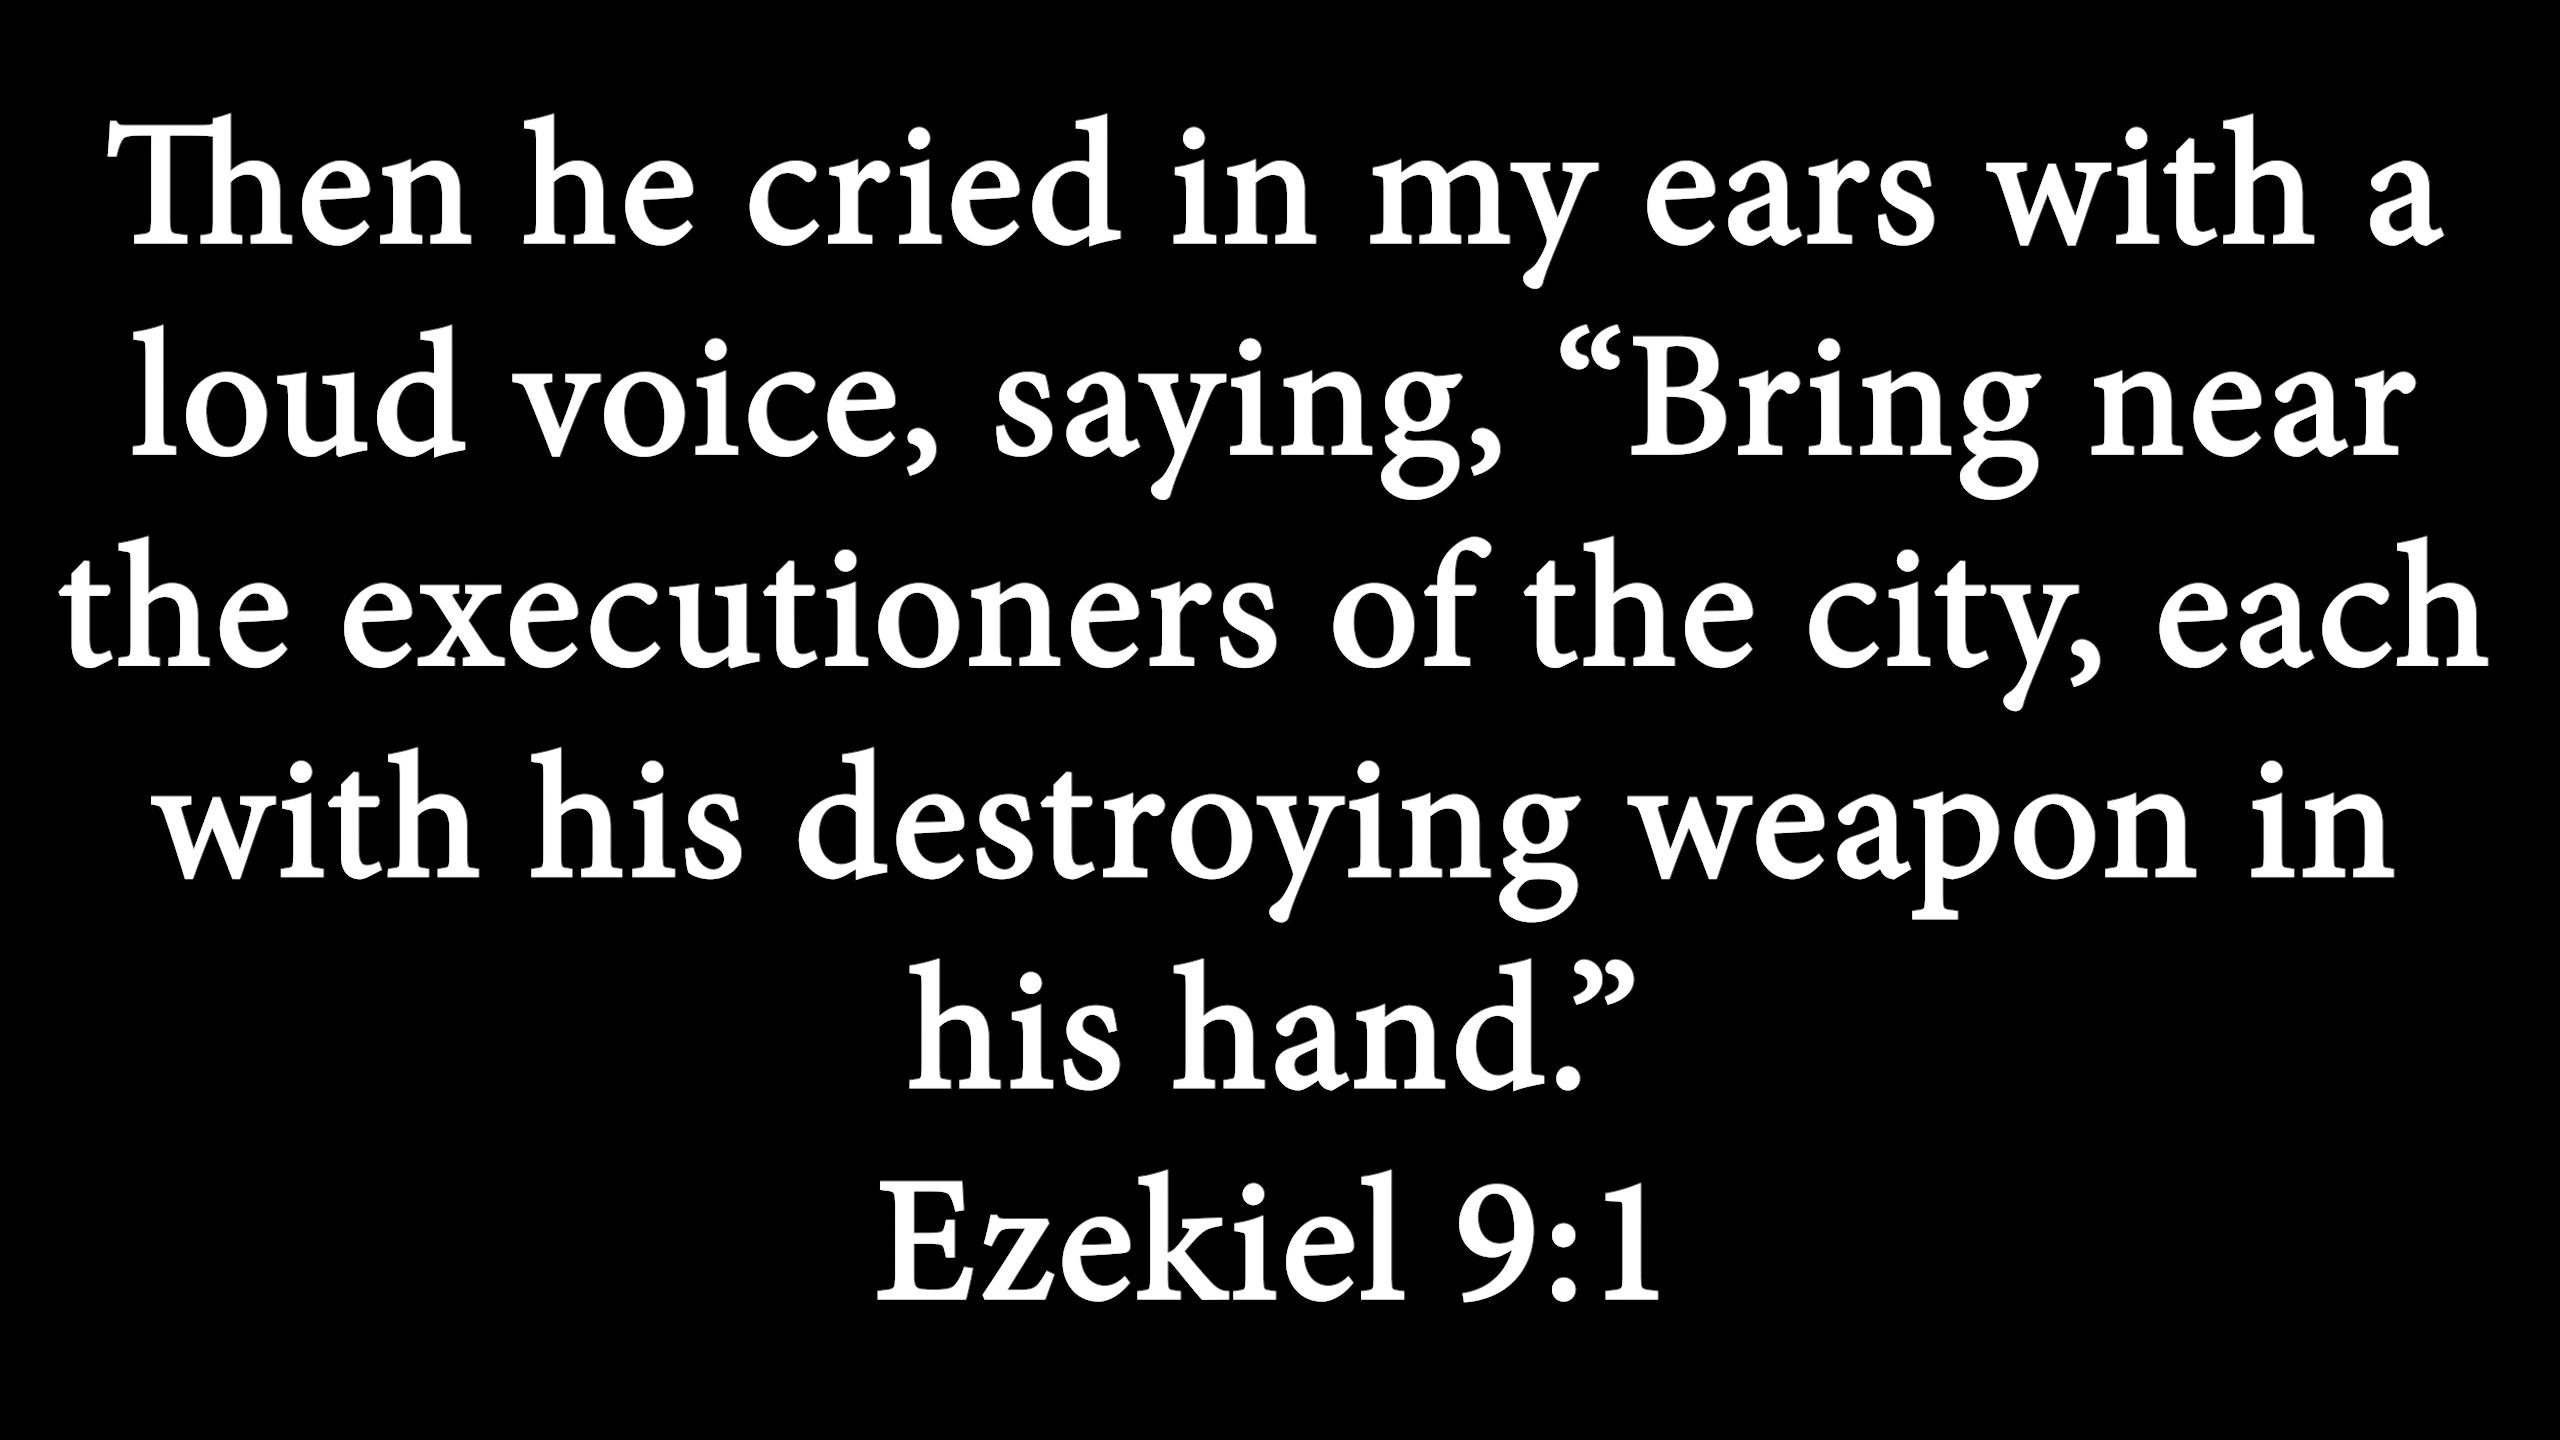 Then he cried in my ears with a
loud voice, saying, “Bring near
the executioners of the city, each
with his destroying weapon in
his hand.”
Ezekiel 9:1